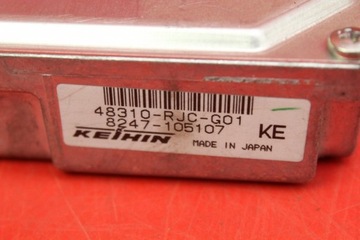 48310-RJC-G01
8247-105107
KEIHIN
KE
MADE IN JAPAN